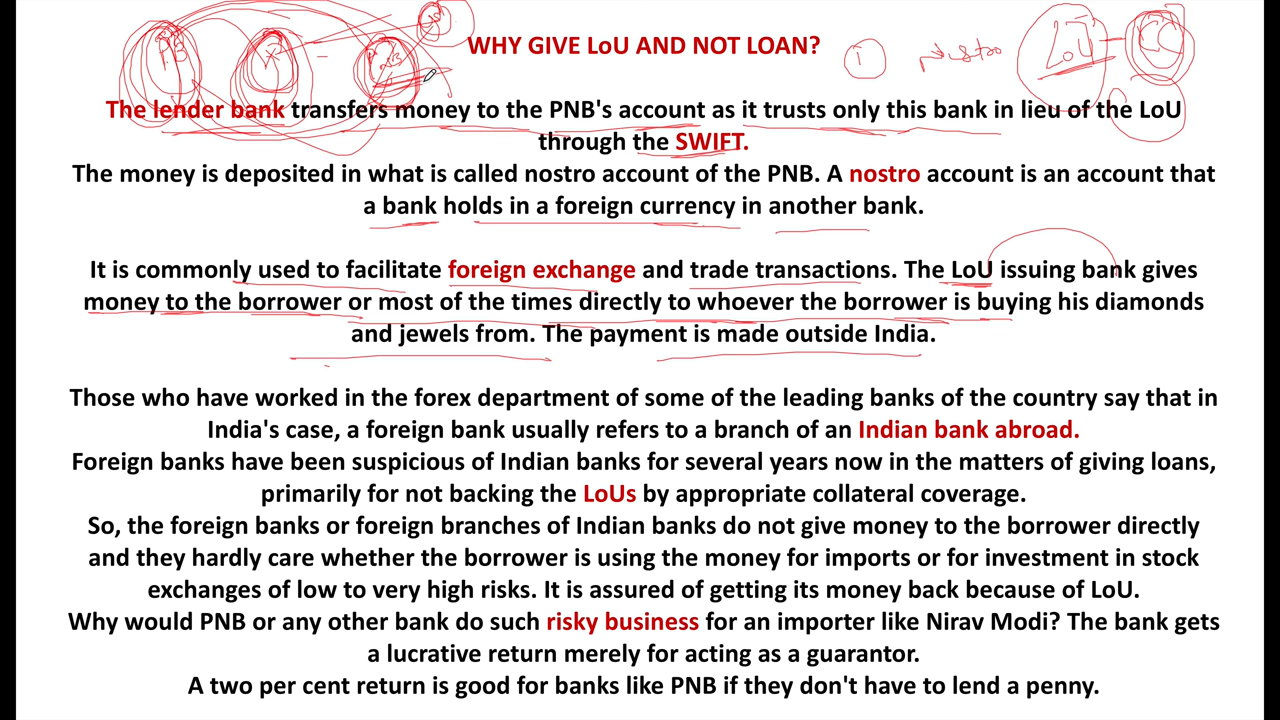 WHY GIVE LoU AND NOT LOAN?
Nostro
LoU
LC
The lender bank transfers money to the PNB's account as it trusts only this bank in lieu of the LoU
through the SWIFT.
The money is deposited in what is called nostro account of the PNB. A nostro account is an account that
a bank holds in a foreign currency in another bank.
It is commonly used to facilitate foreign exchange and trade transactions. The LoU issuing bank gives
money to the borrower or most of the times directly to whoever the borrower is buying his diamonds
and jewels from. The payment is made outside India.
Those who have worked in the forex department of some of the leading banks of the country say that in
India's case, a foreign bank usually refers to a branch of an Indian bank abroad.
Foreign banks have been suspicious of Indian banks for several years now in the matters of giving loans,
primarily for not backing the LoUs by appropriate collateral coverage.
So, the foreign banks or foreign branches of Indian banks do not give money to the borrower directly
and they hardly care whether the borrower is using the money for imports or for investment in stock
exchanges of low to very high risks. It is assured of getting its money back because of LoU.
Why would PNB or any other bank do such risky business for an importer like Nirav Modi? The bank gets
a lucrative return merely for acting as a guarantor.
A two per cent return is good for banks like PNB if they don't have to lend a penny.